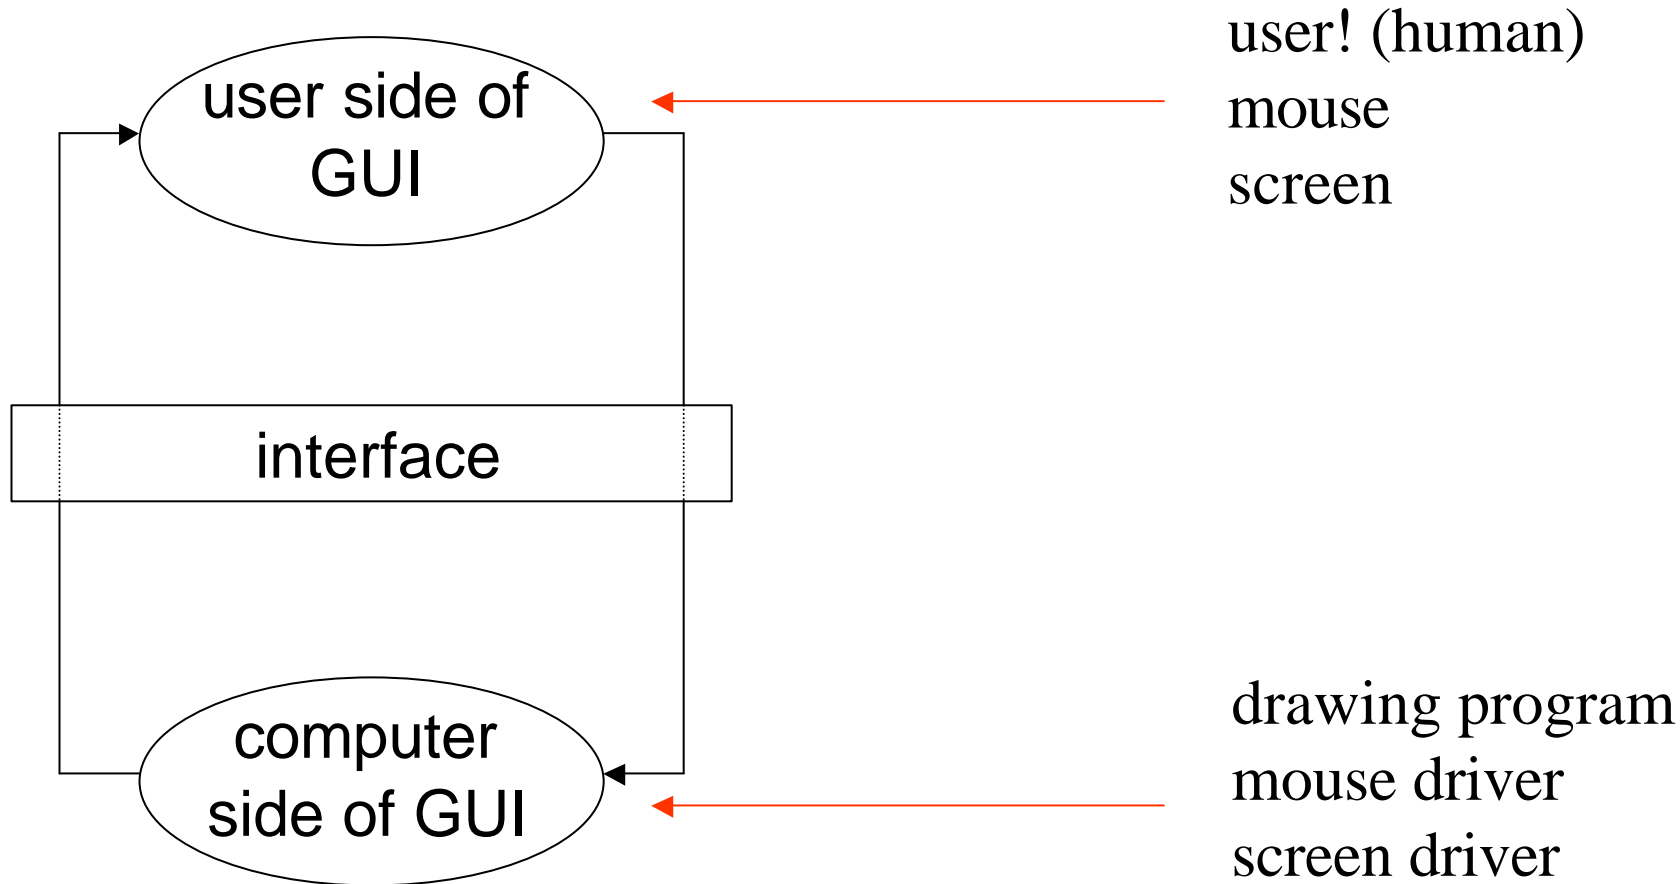 user side of
GUI
user! (human)
mouse
screen
interface
computer
side of GUI
drawing program
mouse driver
screen driver